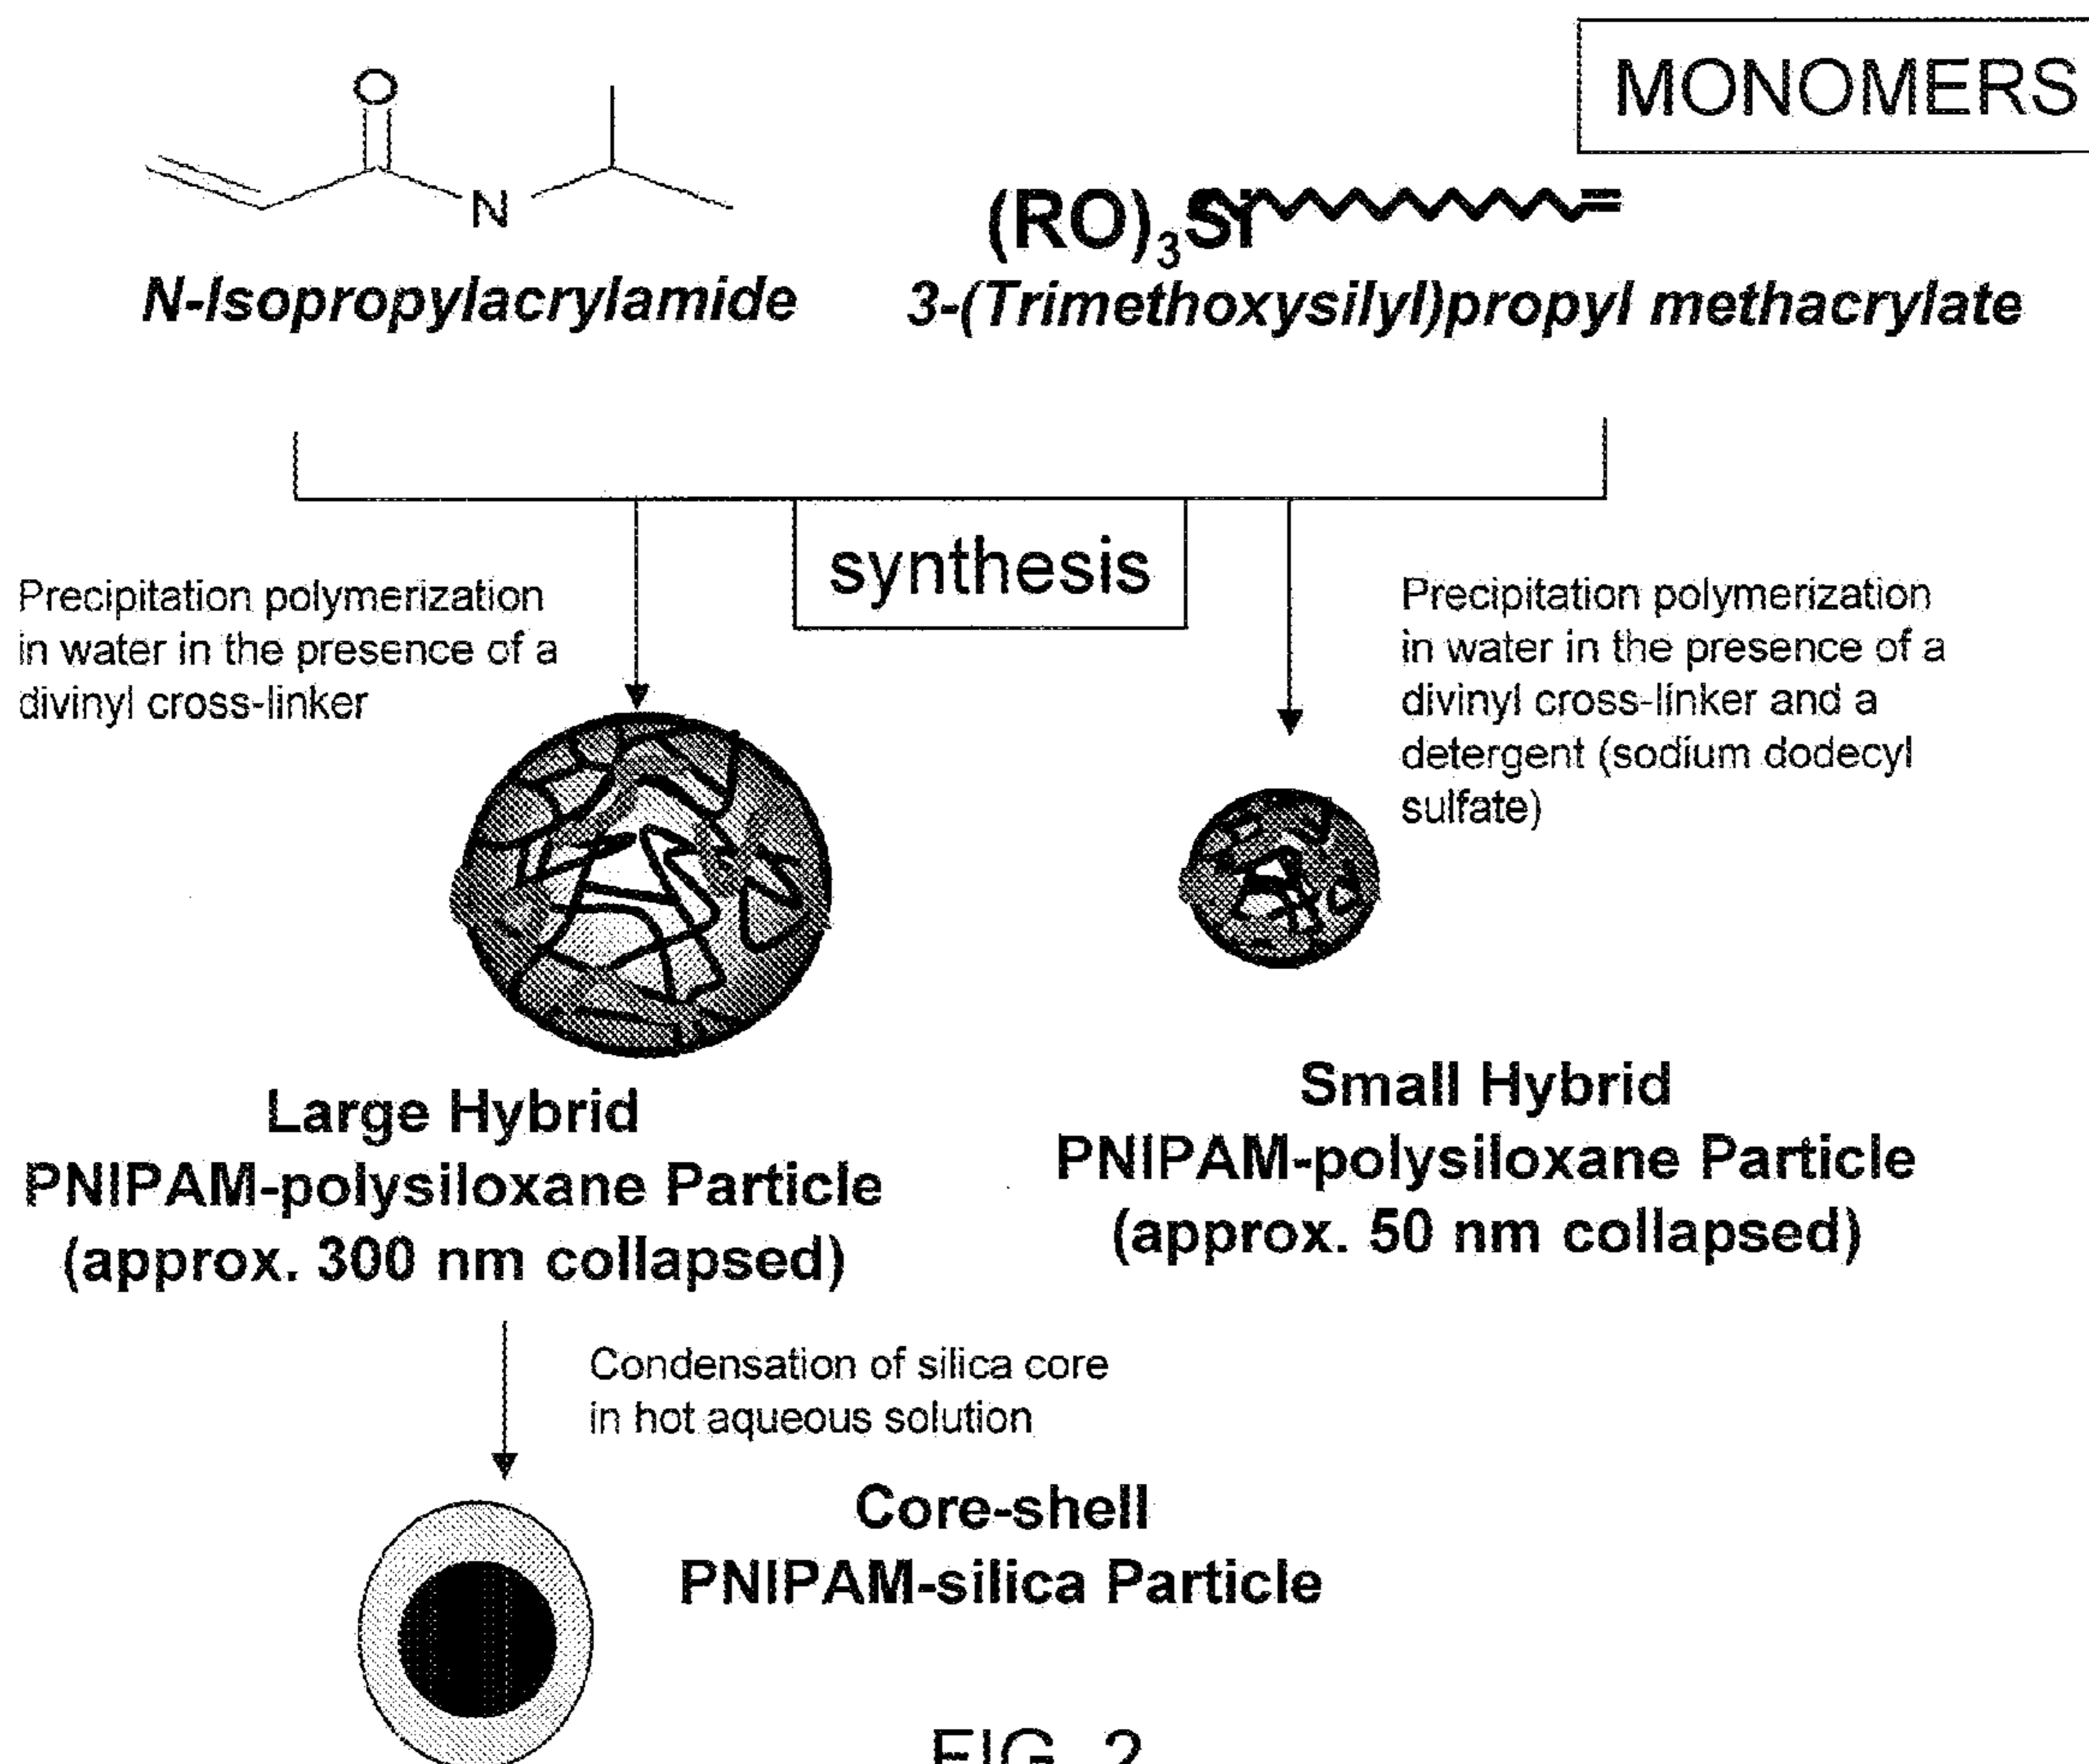 MONOMERS
O
N
(RO)3Si
=
N-Isopropylacrylamide
3-(Trimethoxysilyl)propyl methacrylate
synthesis
Precipitation polymerization
in water in the presence of a
divinyl cross-linker
Precipitation polymerization
in water in the presence of a
divinyl cross-linker and a
detergent (sodium dodecyl
sulfate)
Large Hybrid
PNIPAM-polysiloxane Particle
(approx. 300 nm collapsed)
Small Hybrid
PNIPAM-polysiloxane Particle
(approx. 50 nm collapsed)
Condensation of silica core
in hot aqueous solution
Core-shell
PNIPAM-silica Particle
FIG. 2